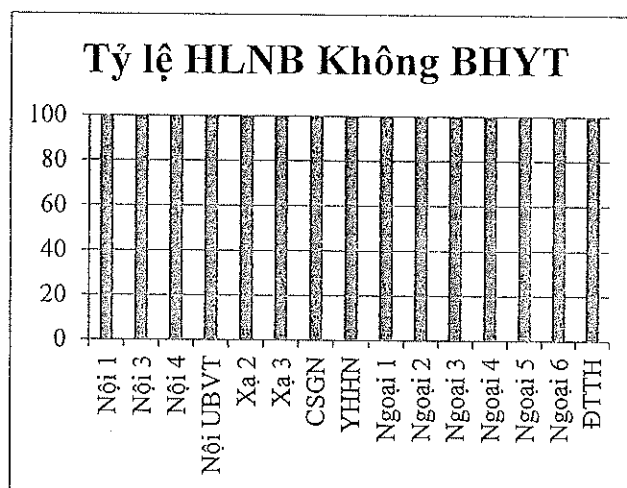 Tỷ lệ HLNB Không BHYT
100
80
60
40
20
0
Nội 1
Nội 3
Nội 4
Nội UBVT
Xạ 2
Xạ 3
CSGN
YHHN
Ngoại 1
Ngoại 2
Ngoại 3
Ngoại 4
Ngoại 5
Ngoại 6
ĐTTH